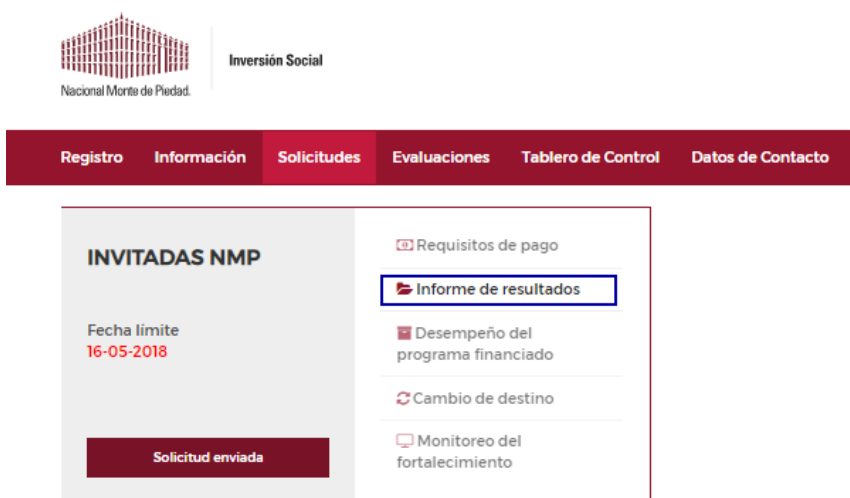 Nacional Monte de Piedad.
Inversión Social
Registro Información Solicitudes Evaluaciones Tablero de Control Datos de Contacto
INVITADAS NMP
Fecha límite
16-05-2018
Solicitud enviada
Requisitos de pago
Informe de resultados
Desempeño del
programa financiado
Cambio de destino
Monitoreo del
fortalecimiento